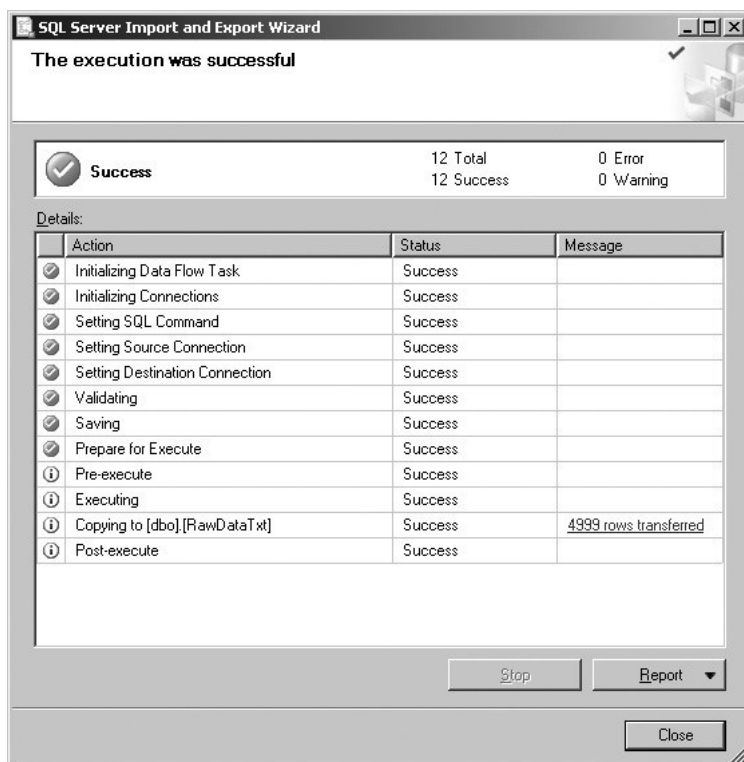 SQL Server Import and Export Wizard
The execution was successful
Success
12 Total
0 Error
12 Success
0 Warning
Details:
Action Status Message
Initializing Data Flow Task Success
Initializing Connections Success
Setting SQL Command Success
Setting Source Connection Success
Setting Destination Connection Success
Validating Success
Saving Success
Prepare for Execute Success
Pre-execute Success
Executing Success
Copying to [dbo].[RawDataTxt] Success 4999 rows transferred
Post-execute Success
Stop Report
Close